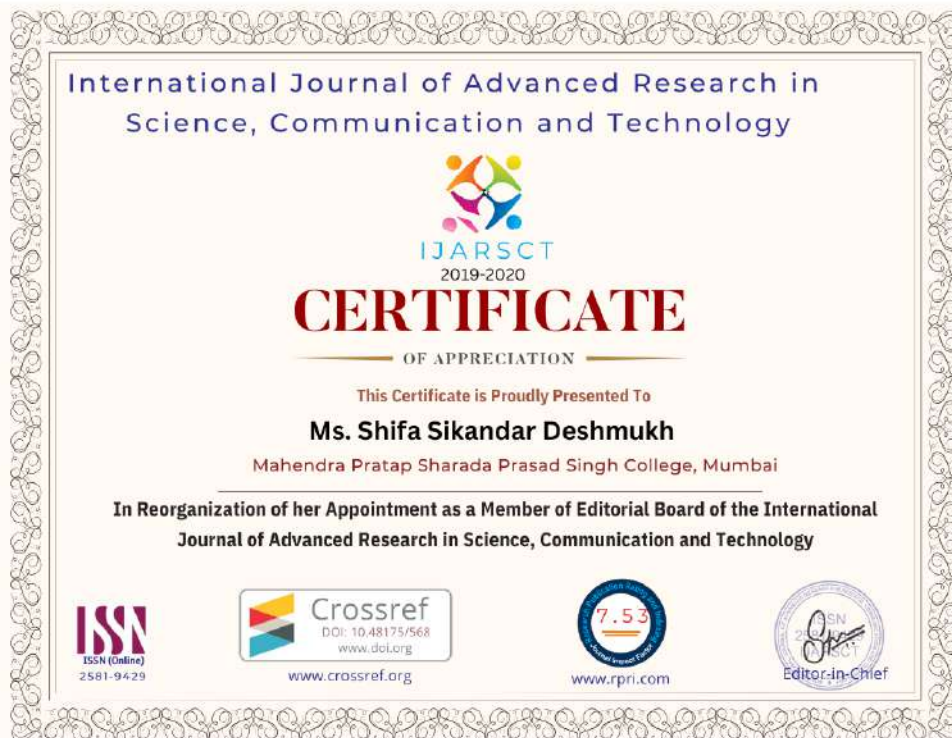 International Journal of Advanced Research in
Science, Communication and Technology
IJARSCT
2019-2020
CERTIFICATE
OF APPRECIATION
This Certificate is Proudly Presented To
Ms. Shifa Sikandar Deshmukh
Mahendra Pratap Sharada Prasad Singh College, Mumbai
In Reorganization of her Appointment as a Member of Editorial Board of the International
Journal of Advanced Research in Science, Communication and Technology
ISSN
ISSN (Online)
2581-9429
Crossref
DOI: 10.48175/568
www.doi.org
www.crossref.org
7.53
Journal Impact Factor
www.rpri.com
ISSN
Editor-in-Chief